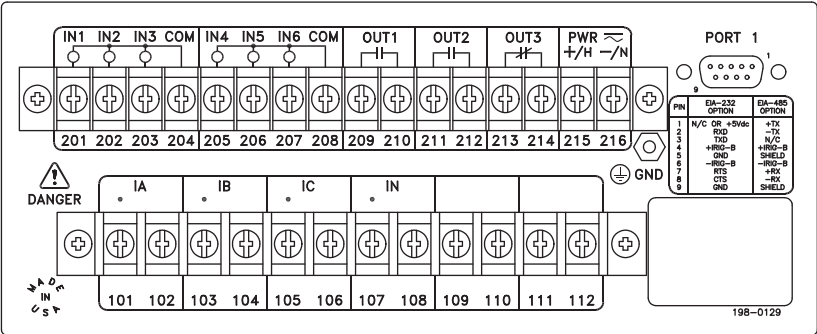 IN1 IN2 IN3 COM IN4 IN5 IN6 COM OUT1 OUT2 OUT3 PWR
+/H −/N
201 202 203 204 205 206 207 208 209 210 211 212 213 214 215 216
PORT 1
1
9
PIN EIA-232 OPTION EIA-485 OPTION
1 N/C OR +5Vdc +TX
2 RXD −TX
3 TXD N/C
4 +IRIG-B +IRIG-B
5 GND SHIELD
6 −IRIG-B −IRIG-B
7 RTS +RX
8 CTS −RX
9 GND SHIELD
GND
DANGER
IA IB IC IN
101 102 103 104 105 106 107 108 109 110 111 112
MADE
IN
USA
198-0129